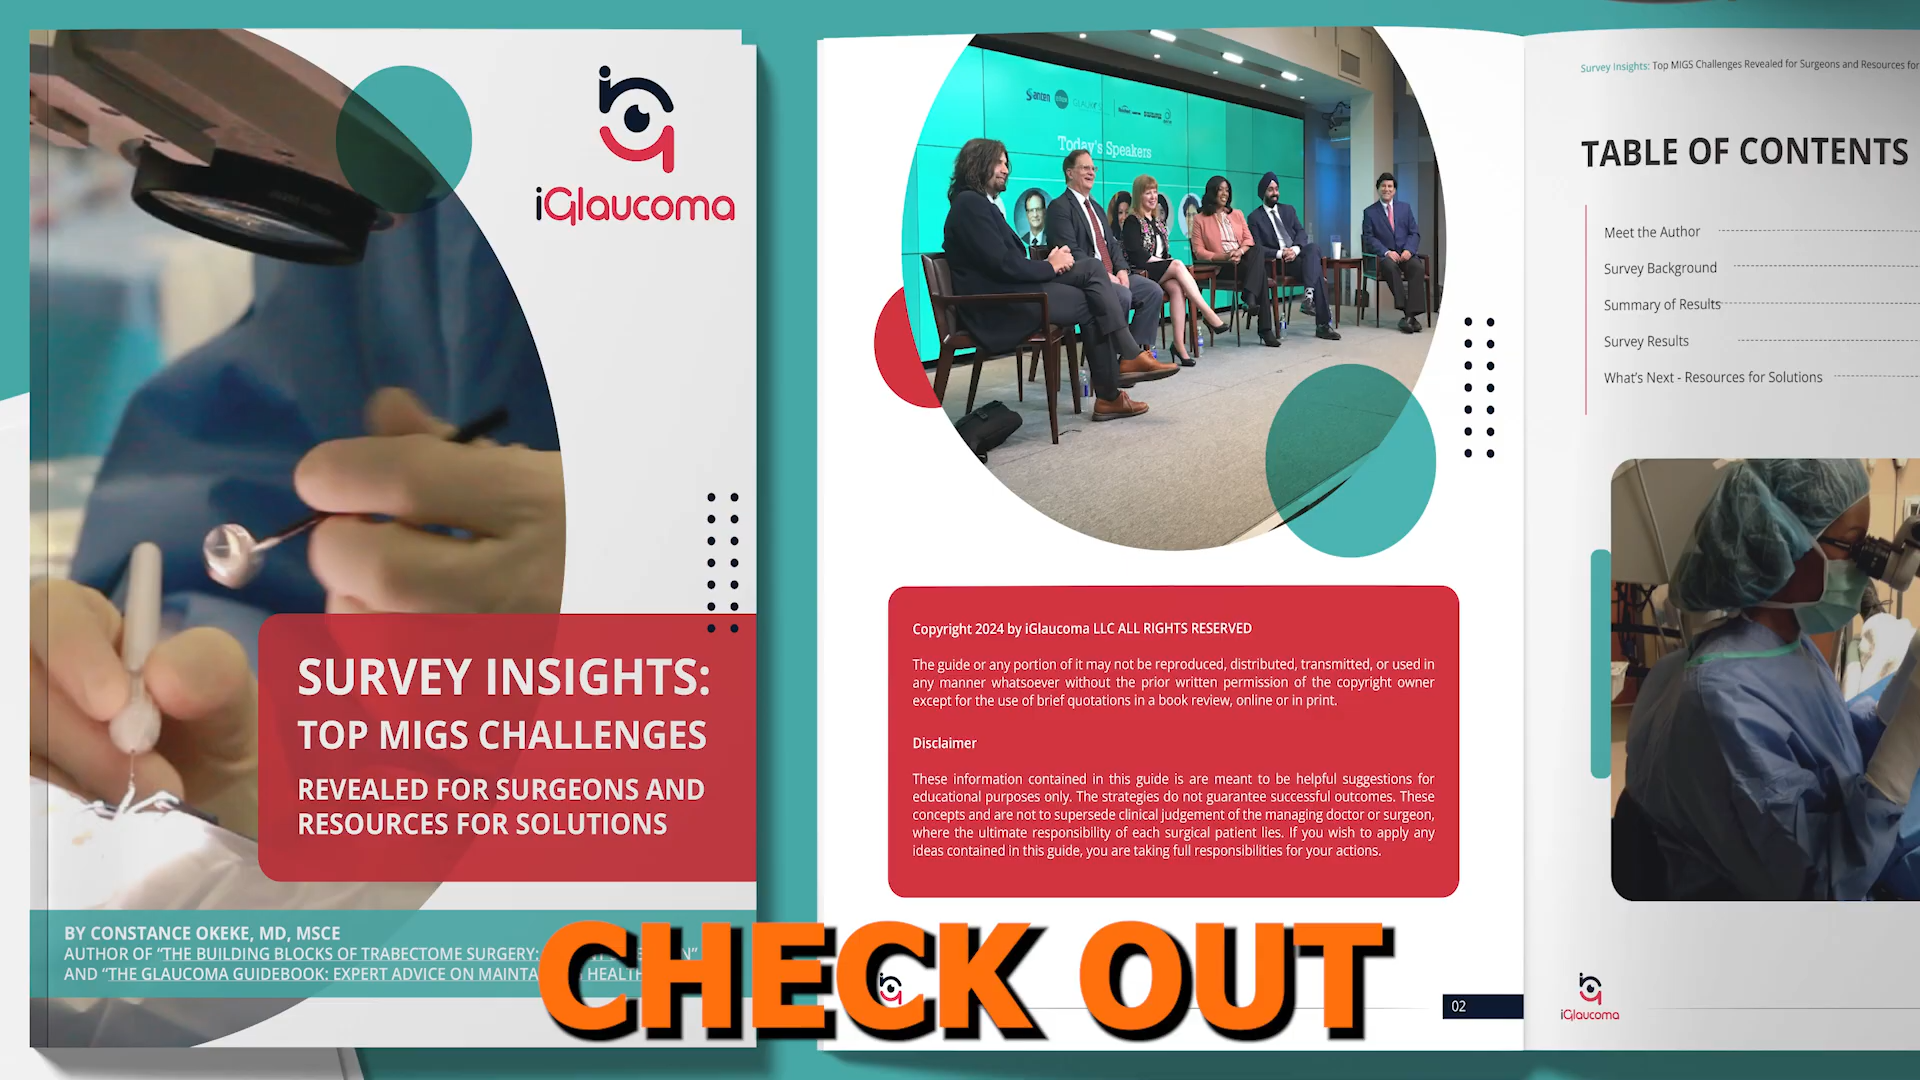 iGlaucoma
SURVEY INSIGHTS:
TOP MIGS CHALLENGES
REVEALED FOR SURGEONS AND
RESOURCES FOR SOLUTIONS
BY CONSTANCE OKEKE, MD, MSCE
AUTHOR OF “THE BUILDING BLOCKS OF TRABECTOME SURGERY:
AND “THE GLAUCOMA GUIDEBOOK: EXPERT ADVICE ON
Santen
Today's Speakers
Copyright 2024 by iGlaucoma LLC ALL RIGHTS RESERVED
The guide or any portion of it may not be reproduced, distributed, transmitted, or used in
any manner whatsoever without the prior written permission of the copyright owner
except for the use of brief quotations in a book review, online or in print.
Disclaimer
These information contained in this guide is are meant to be helpful suggestions for
educational purposes only. The strategies do not guarantee successful outcomes. These
concepts and are not to supersede clinical judgement of the managing doctor or surgeon,
where the ultimate responsibility of each surgical patient lies. If you wish to apply any
ideas contained in this guide, you are taking full responsibilities for your actions.
02
Survey Insights: Top MIGS Challenges Revealed for Surgeons and Resources for
TABLE OF CONTENTS
Meet the Author
Survey Background
Summary of Results
Survey Results
What's Next - Resources for Solutions
iGlaucoma
CHECK OUT